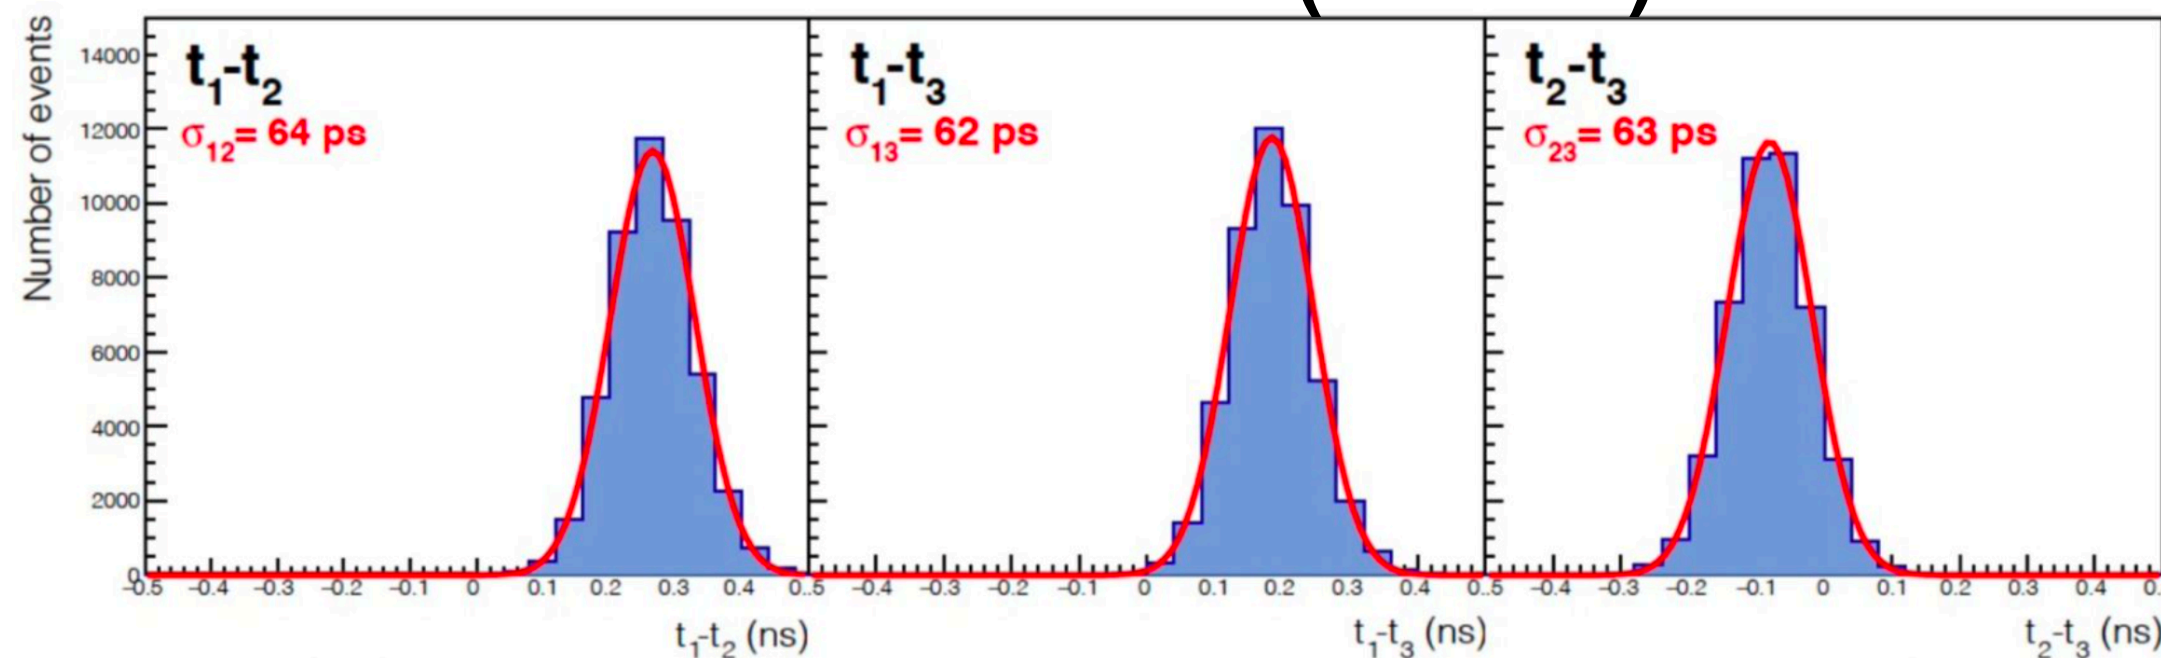 Number of events
14000
12000
10000
8000
6000
4000
2000
0
t₁-t₂
σ₁₂= 64 ps
t₁-t₃
σ₁₃= 62 ps
t₂-t₃
σ₂₃= 63 ps
−0.5 −0.4 −0.3 −0.2 −0.1 0 0.1 0.2 0.3 0.4 0.5 −0.4 −0.3 −0.2 −0.1 0 0.1 0.2 0.3 0.4 0.5 −0.4 −0.3 −0.2 −0.1 0 0.1 0.2 0.3 0.4 0.
t₁-t₂ (ns)
t₁-t₃ (ns)
t₂-t₃ (ns)